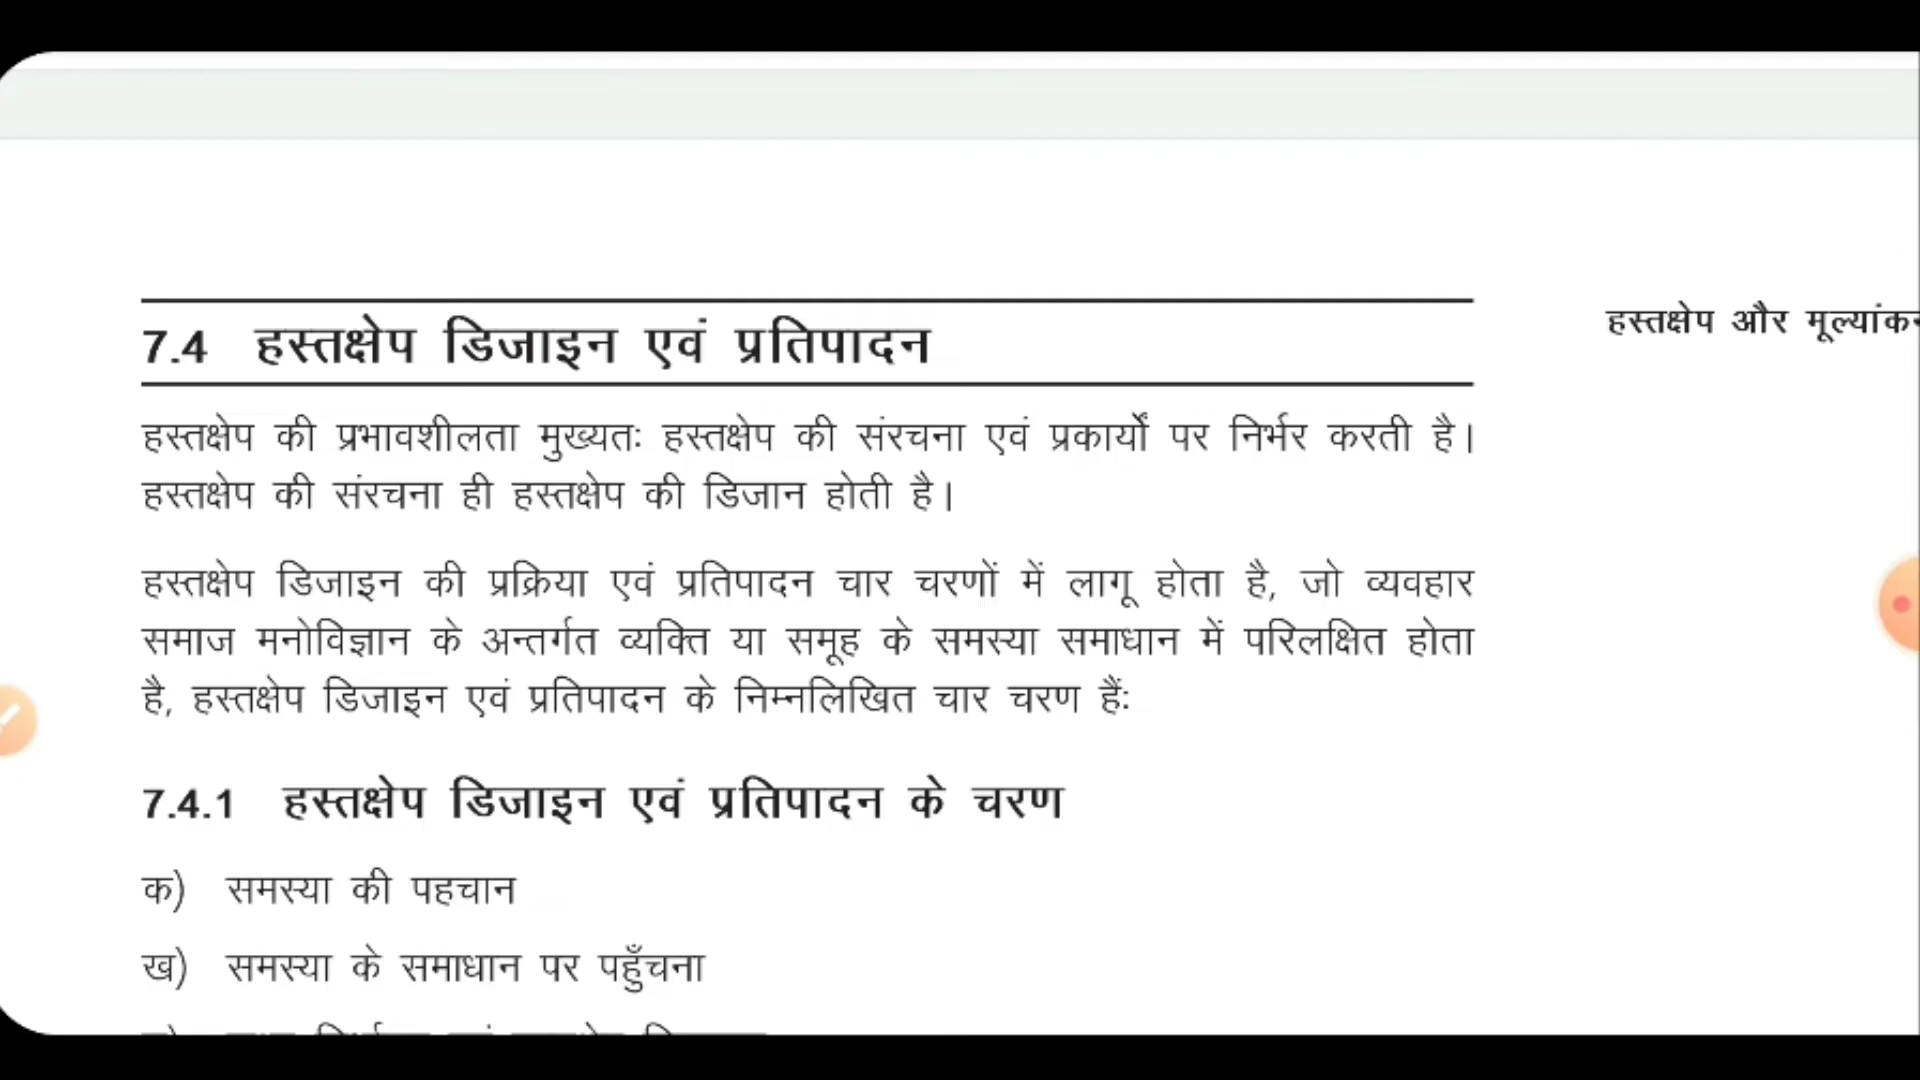 7.4 हस्तक्षेप डिजाइन एवं प्रतिपादन
हस्तक्षेप और
हस्तक्षेप की प्रभावशीलता मुख्यतः हस्तक्षेप की संरचना एवं प्रकार्यों पर निर्भर करती है।
हस्तक्षेप की संरचना ही हस्तक्षेप की डिजान होती है।
हस्तक्षेप डिजाइन की प्रक्रिया एवं प्रतिपादन चार चरणों में लागू होता है, जो व्यवहार
समाज मनोविज्ञान के अन्तर्गत व्यक्ति या समूह के समस्या समाधान में परिलक्षित होता
है, हस्तक्षेप डिजाइन एवं प्रतिपादन के निम्नलिखित चार चरण हैंः
7.4.1 हस्तक्षेप डिजाइन एवं प्रतिपादन के चरण
क) समस्या की पहचान
ख) समस्या के समाधान पर पहुँचना